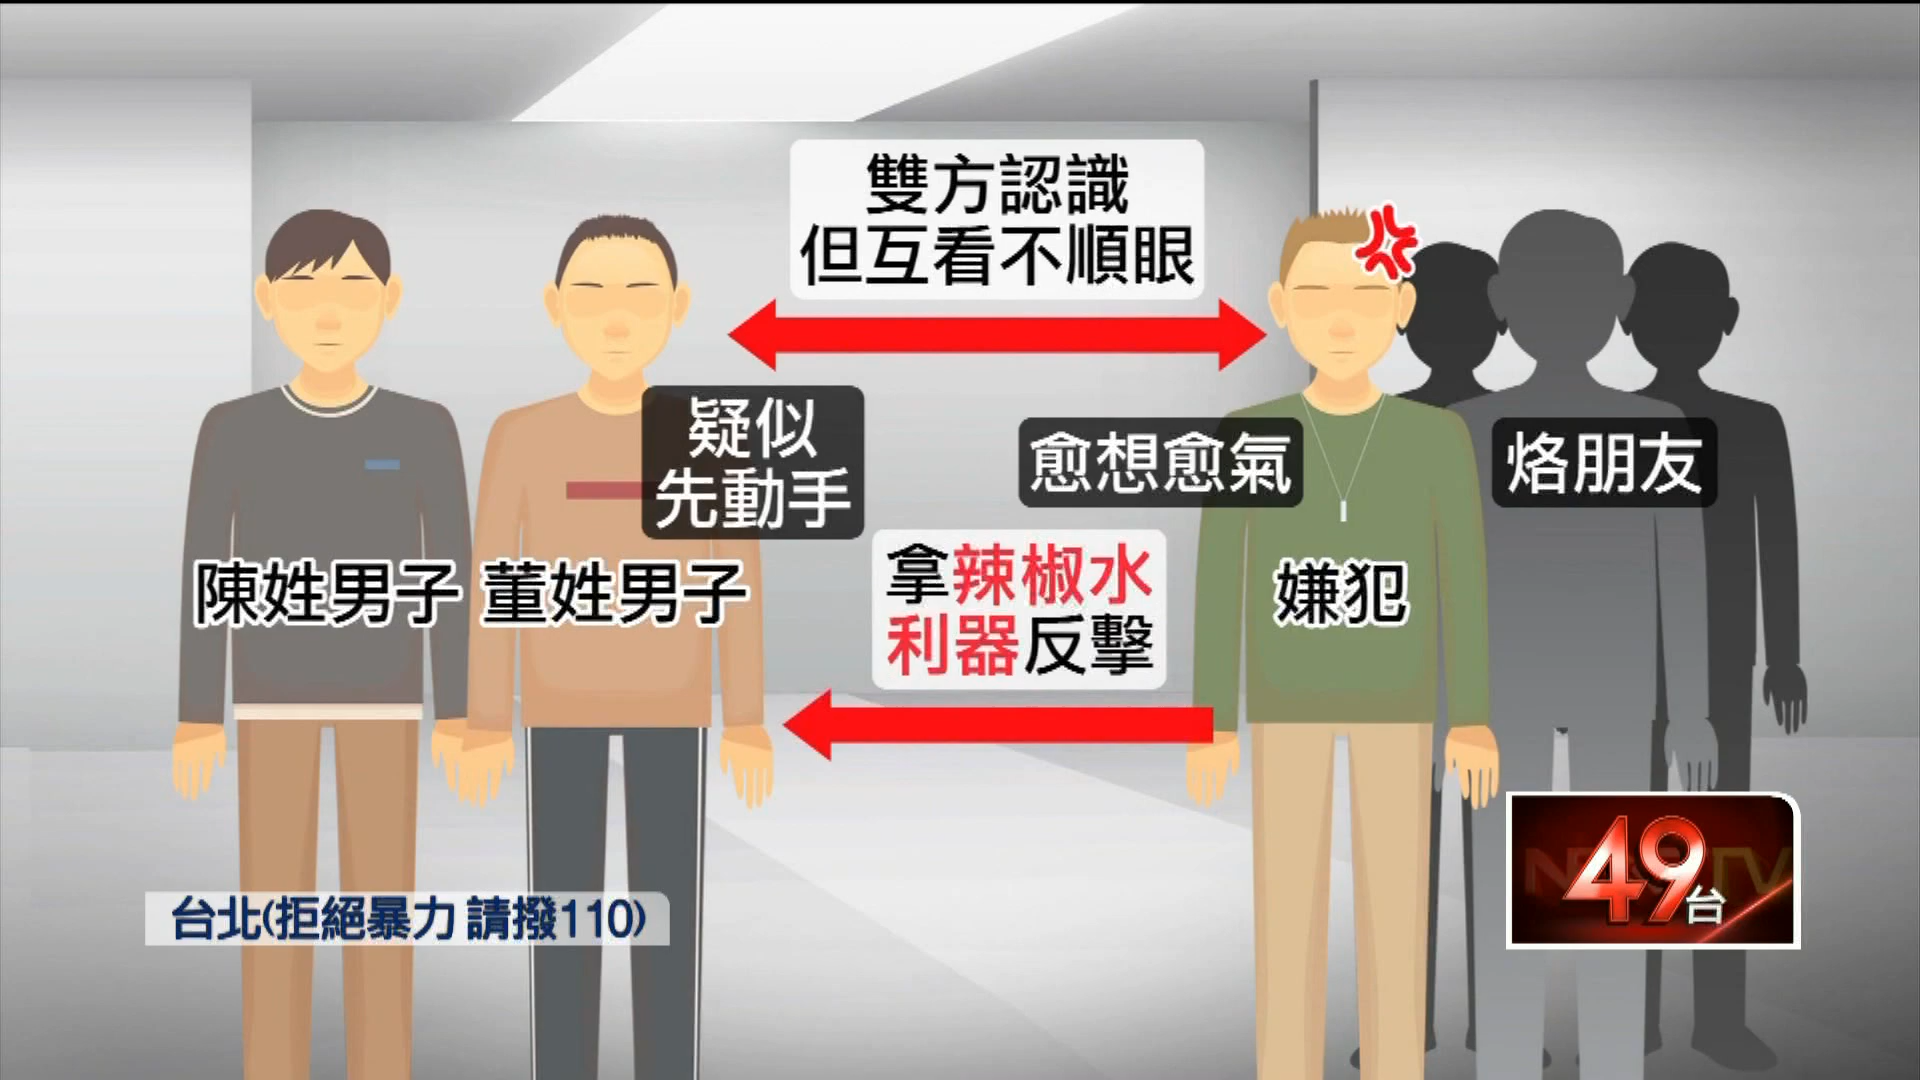 雙方認識
但互看不順眼
疑似
先動手
愈想愈氣
烙朋友
陳姓男子
董姓男子
拿辣椒水
利器反擊
嫌犯
台北(拒絕暴力 請撥110)
49台